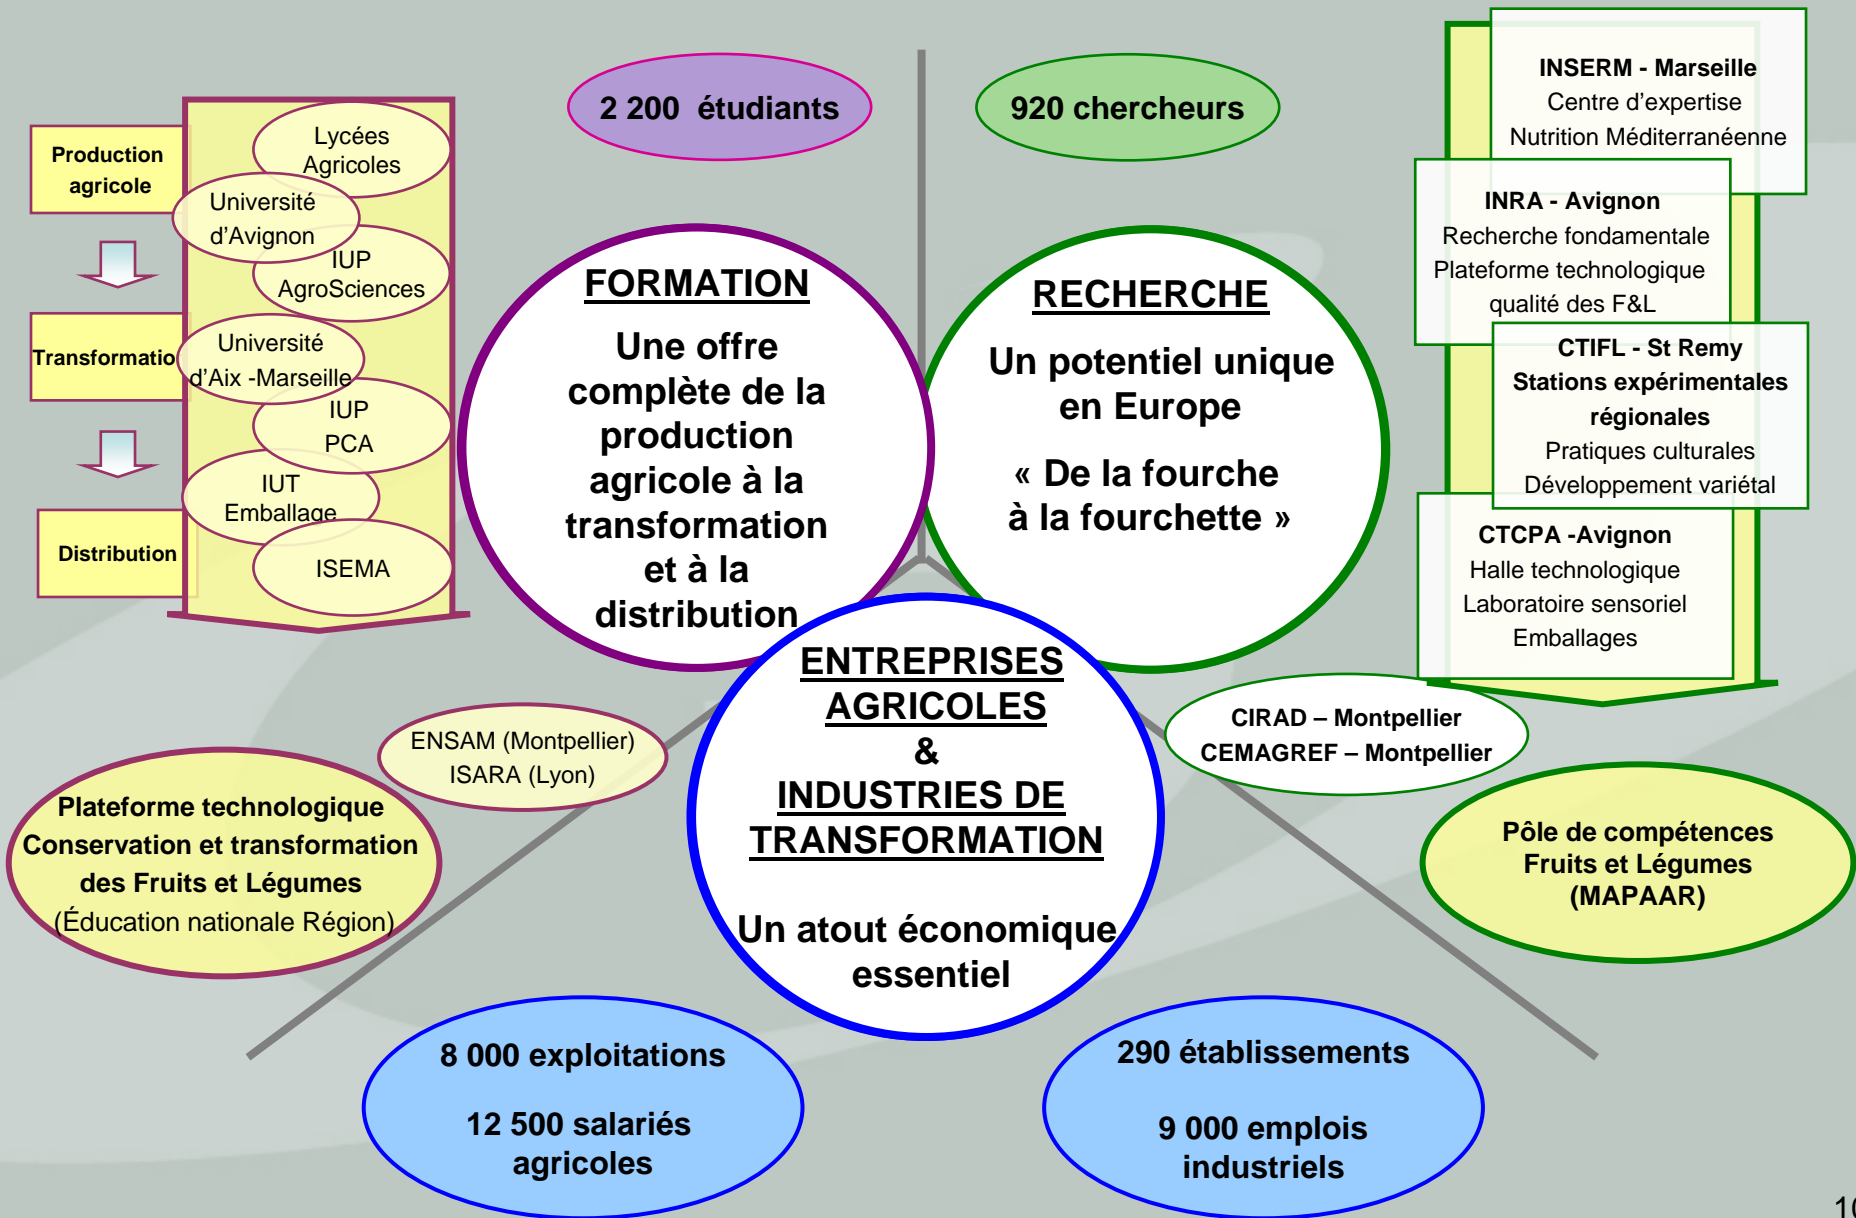 2 200 étudiants
920 chercheurs
Production
agricole
Transformatio
Distribution
Lycées
Agricoles
Université
d'Avignon
IUP
AgroSciences
Université
d'Aix -Marseille
IUP
PCA
IUT
Emballage
ISEMA
FORMATION
Une offre
complète de la
production
agricole à la
transformation
et à la
distribution
RECHERCHE
Un potentiel unique
en Europe
« De la fourche
à la fourchette »
INSERM - Marseille
Centre d'expertise
Nutrition Méditerranéenne
INRA - Avignon
Recherche fondamentale
Plateforme technologique
qualité des F&L
CTIFL - St Remy
Stations expérimentales
régionales
Pratiques culturales
Développement variétal
CTCPA -Avignon
Halle technologique
Laboratoire sensoriel
Emballages
ENTREPRISES
AGRICOLES
&
INDUSTRIES DE
TRANSFORMATION
Un atout économique
essentiel
ENSAM (Montpellier)
ISARA (Lyon)
CIRAD – Montpellier
CEMAGREF – Montpellier
Plateforme technologique
Conservation et transformation
des Fruits et Légumes
(Éducation nationale Région)
Pôle de compétences
Fruits et Légumes
(MAPAAR)
8 000 exploitations
12 500 salariés
agricoles
290 établissements
9 000 emplois
industriels